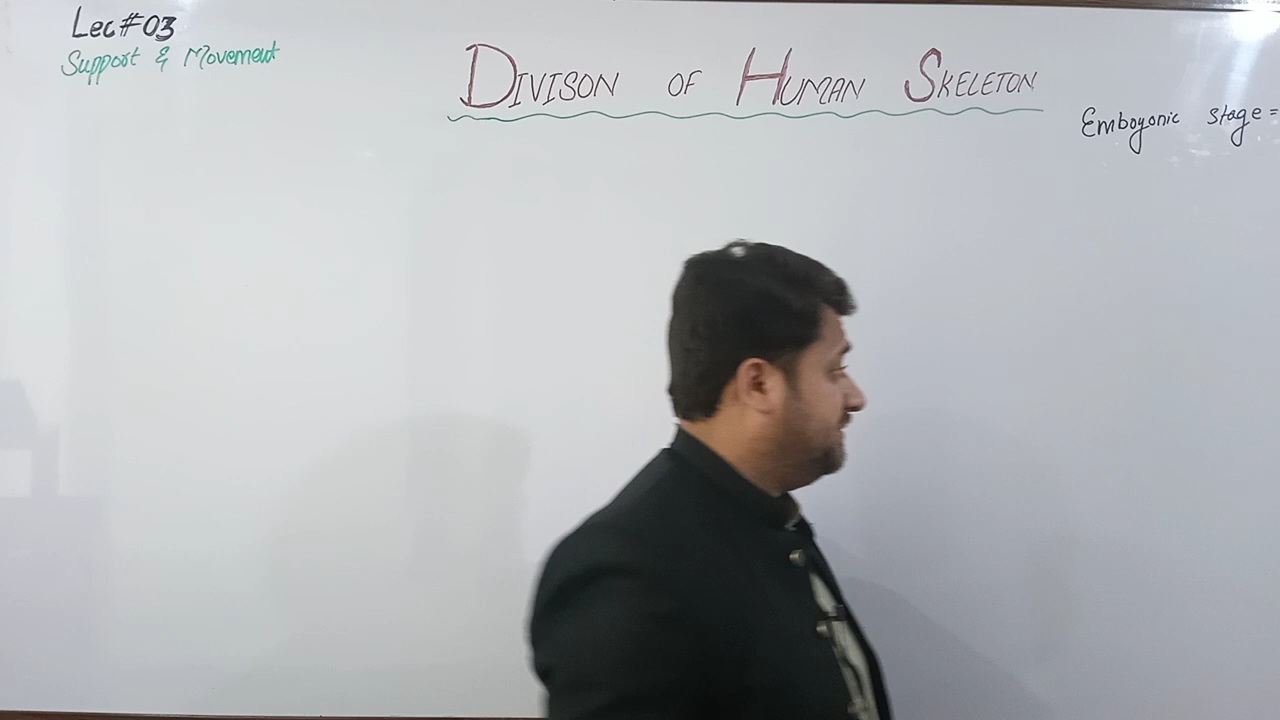 Lec#03
Support & Movement
DIVISON OF HUMAN SKELETON
Emboyonic stage =